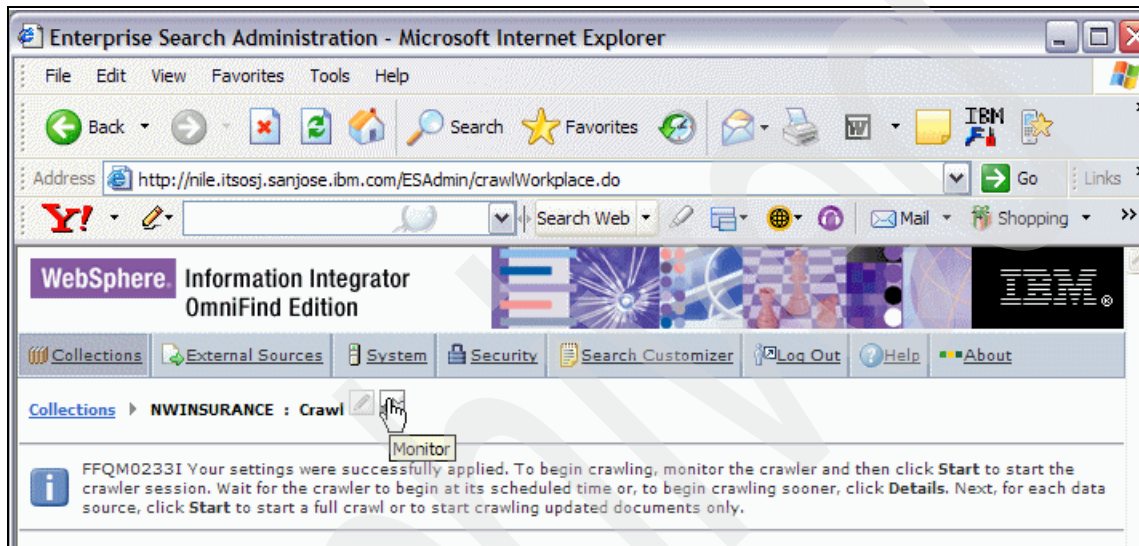 Enterprise Search Administration - Microsoft Internet Explorer
File Edit View Favorites Tools Help
Back Search Favorites IBM
Address http://nile.itsosj.sanjose.ibm.com/ESAdmin/crawlWorkplace.do Go Links
Y! Search Web Mail Shopping
WebSphere. Information Integrator
OmniFind Edition
IBM®
Collections External Sources System Security Search Customizer Log Out Help About
Collections NWINSURANCE : Crawl
Monitor
FFQM0233I Your settings were successfully applied. To begin crawling, monitor the crawler and then click Start to start the
crawler session. Wait for the crawler to begin at its scheduled time or, to begin crawling sooner, click Details. Next, for each data
source, click Start to start a full crawl or to start crawling updated documents only.